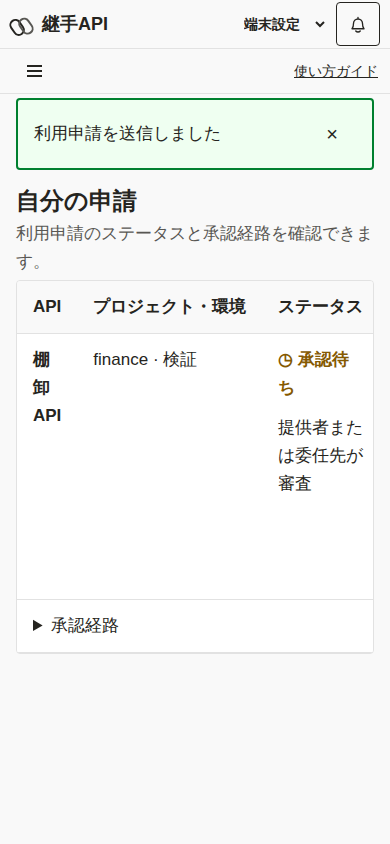 継手API
端末設定
使い方ガイド
利用申請を送信しました
×
自分の申請
利用申請のステータスと承認経路を確認できま
す。
API プロジェクト・環境 ステータス
棚
卸
API
finance · 検証
承認待
ち
提供者また
は委任先が
審査
▶ 承認経路